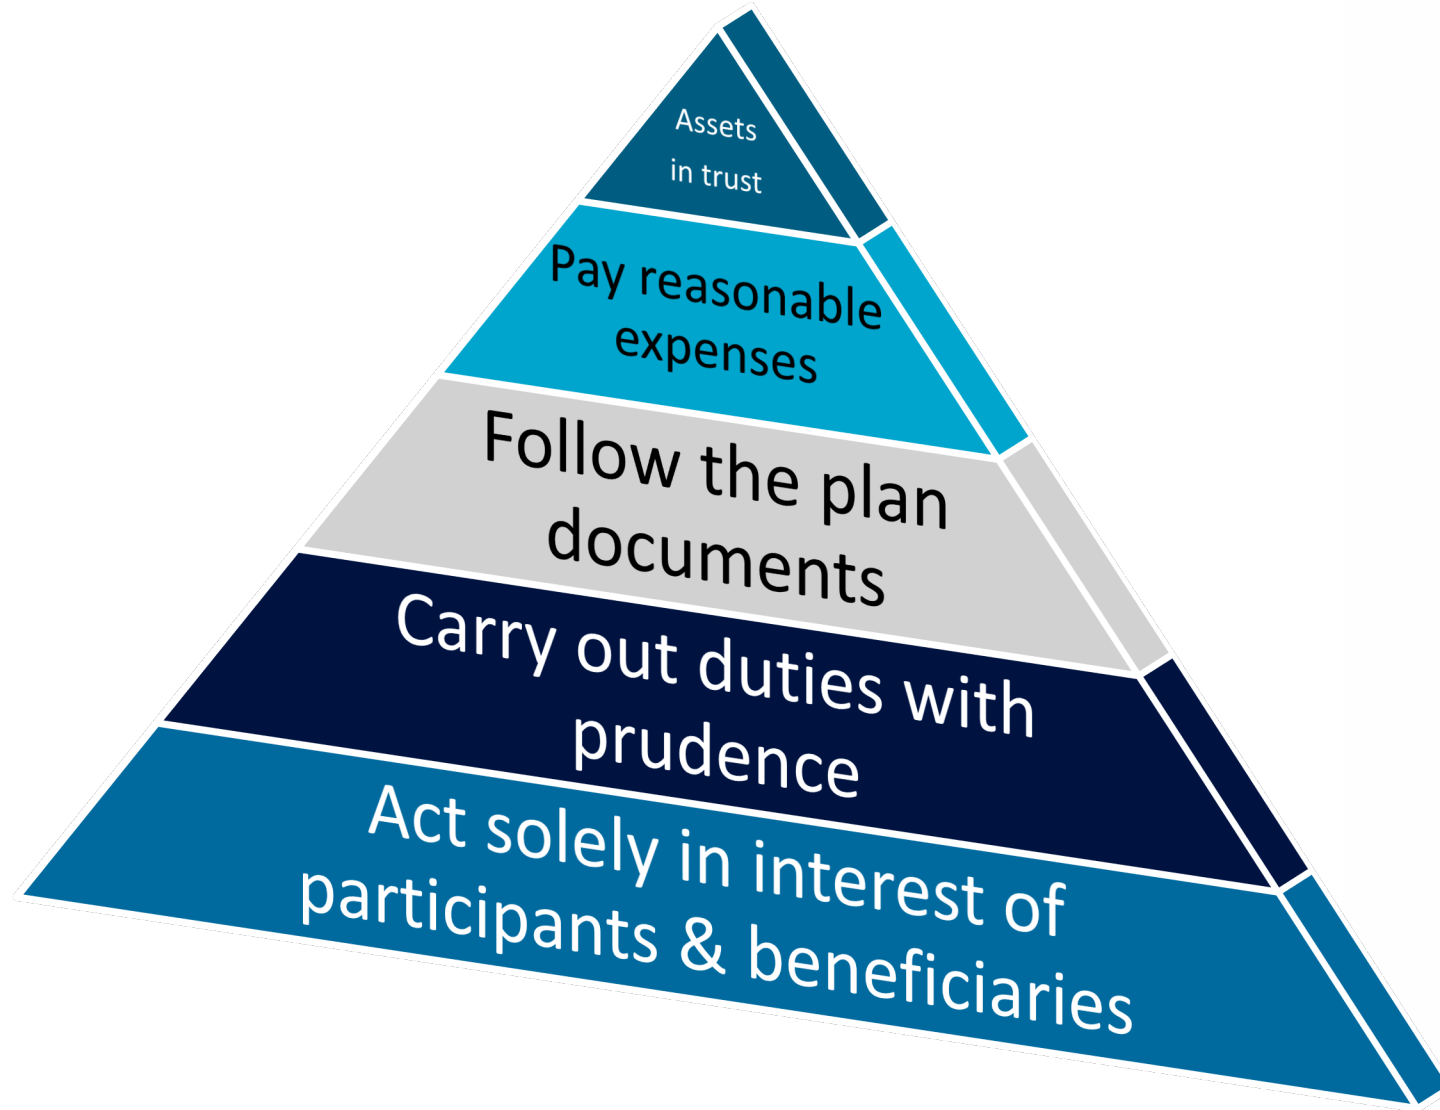 Assets
in trust
Pay reasonable
expenses
Follow the plan
documents
Carry out duties with
prudence
Act solely in interest of
participants & beneficiaries